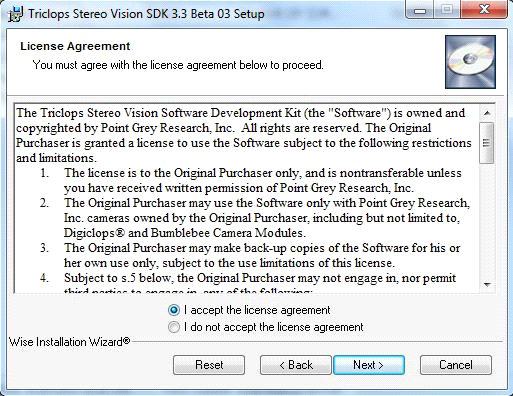 Triclops Stereo Vision SDK 3.3 Beta 03 Setup
License Agreement
You must agree with the license agreement below to proceed.
The Triclops Stereo Vision Software Development Kit (the "Software") is owned and
copyrighted by Point Grey Research, Inc.  All rights are reserved. The Original
Purchaser is granted a license to use the Software subject to the following restrictions
and limitations.
1. The license is to the Original Purchaser only, and is nontransferable unless
you have received written permission of Point Grey Research, Inc.
2. The Original Purchaser may use the Software only with Point Grey Research,
Inc. cameras owned by the Original Purchaser, including but not limited to,
Digiclops® and Bumblebee Camera Modules.
3. The Original Purchaser may make back-up copies of the Software for his or
her own use only, subject to the use limitations of this license.
4. Subject to s.5 below, the Original Purchaser may not engage in, nor permit
third parties to engage in, any of the following:
I accept the license agreement
I do not accept the license agreement
Wise Installation Wizard®
Reset
< Back
Next >
Cancel